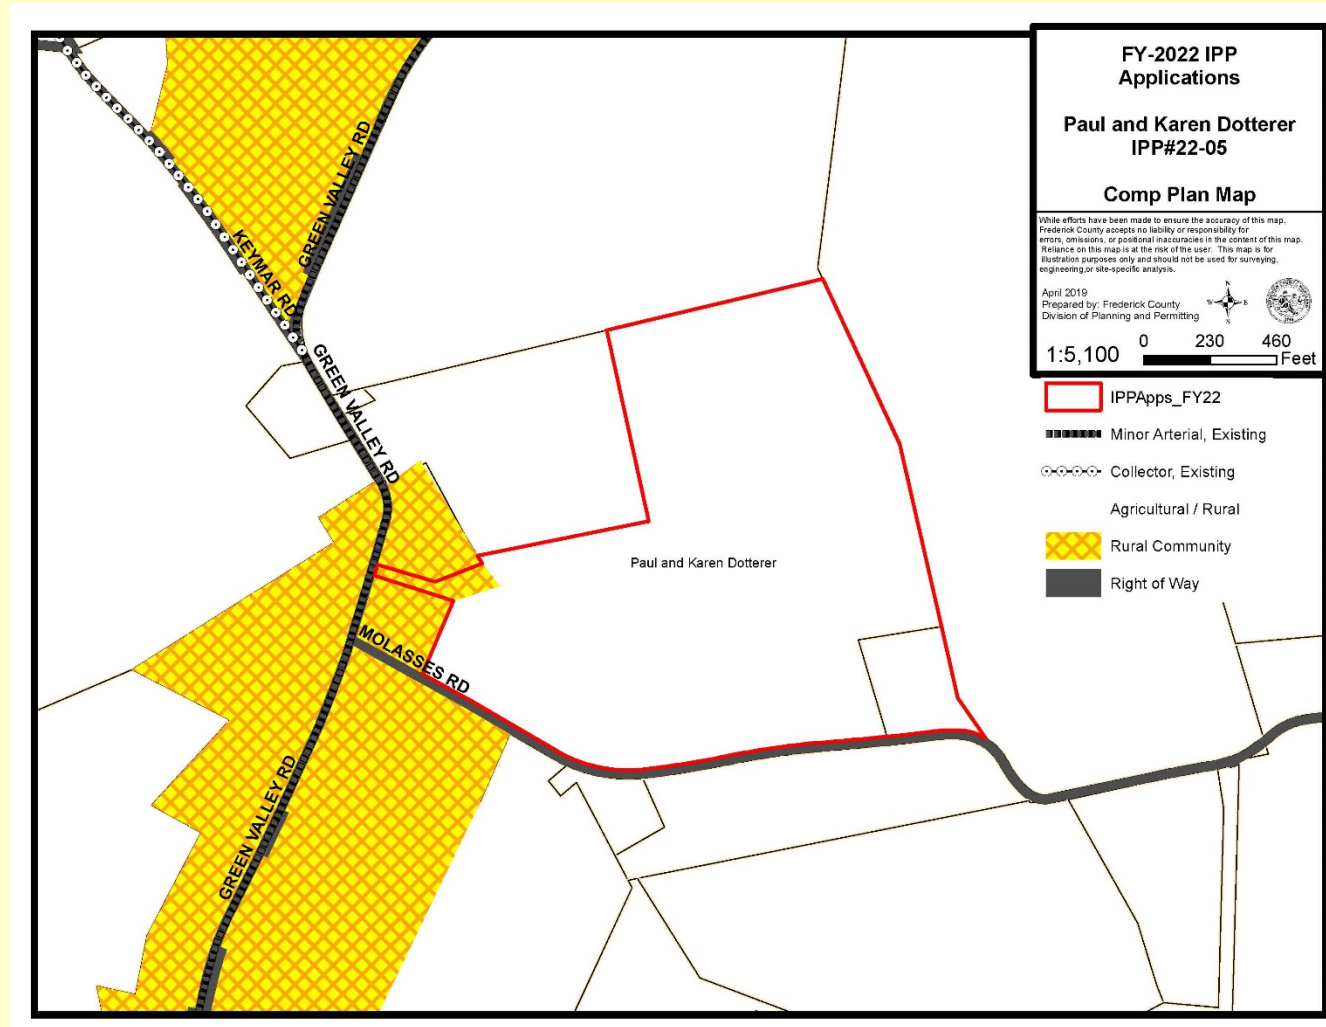 FY-2022 IPP
Applications
Paul and Karen Dotterer
IPP#22-05
Comp Plan Map
While efforts have been made to ensure the accuracy of this map,
Frederick County accepts no liability or responsibility for
errors, omissions, or positional inaccuracies in the content of this map.
Reliance on this map is at the risk of the user. This map is for
illustration purposes only and should not be used for surveying,
engineering,or site-specific analysis.
April 2019
Prepared by: Frederick County
Division of Planning and Permitting
N
W E
1:5,100
0 230 460
Feet
IPPApps_FY22
Minor Arterial, Existing
Collector, Existing
Agricultural / Rural
Rural Community
Right of Way
GREEN VALLEY RD
KEYMAR RD
GREEN VALLEY RD
Paul and Karen Dotterer
MOLASSES RD
GREEN VALLEY RD